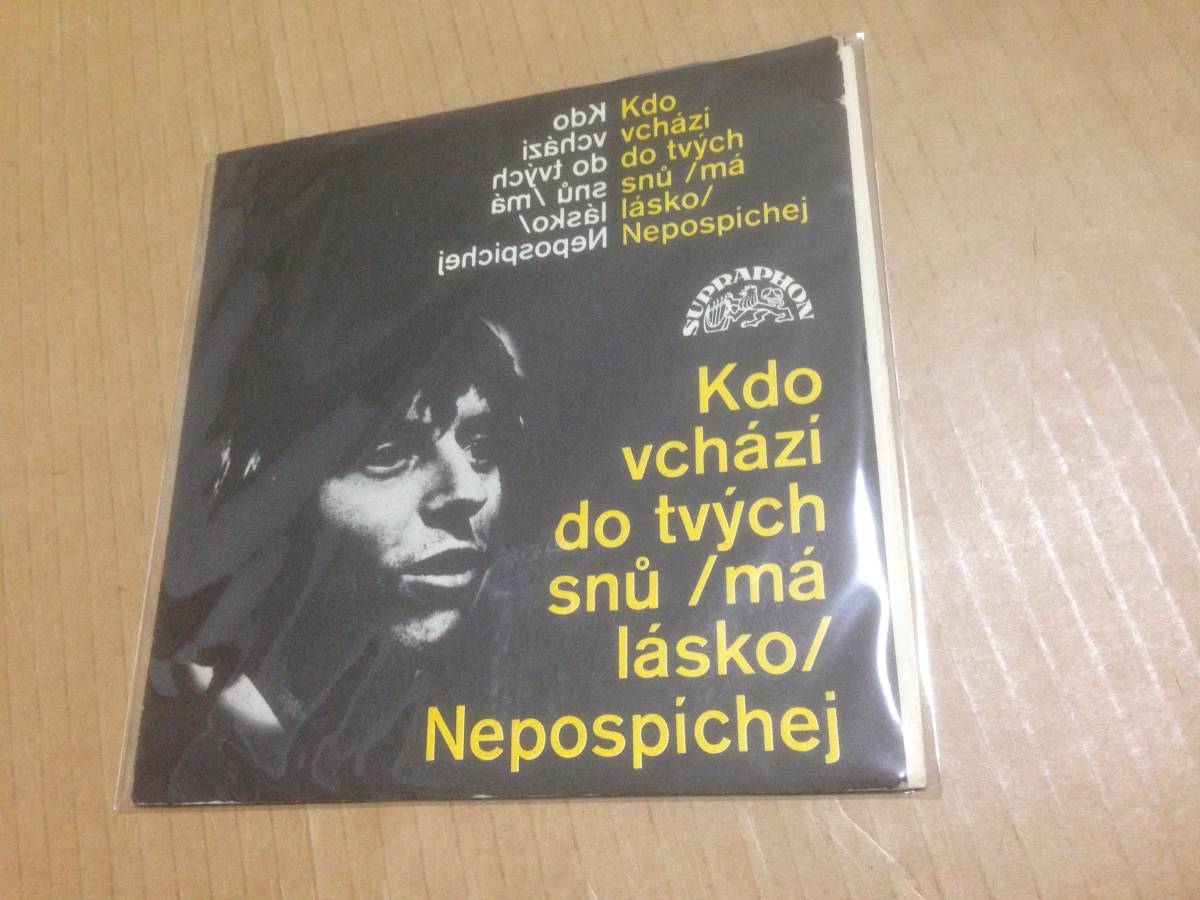 Kdo
vchází
do tvých
snů /má
lásko/
Nepospíchej
Kdo
vchází
do tvých
snů /má
lásko/
Nepospíchej
SUPRAPHON
Kdo
vchází
do tvých
snů /má
lásko/
Nepospíchej